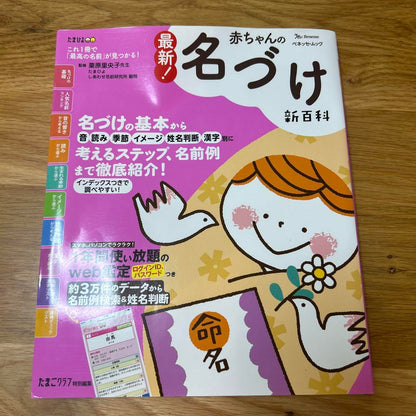 たまひよ
これ1冊で
「最高の名前」が見つかる!
監修 栗原里央子先生
たまひよ
しあわせ名前研究所 顧問
最新!
赤ちゃんの
Benesse
ベネッセ・ムック
名づけ
新百科
名づけの基本から
音 読み 季節 イメージ 姓名判断 漢字 別に
考えるステップ、名前例
まで徹底紹介!
インデックスつきで
調べやすい!
スマホ、パソコンでラクラク!
1年間使い放題の
web鑑定
ログインID、
パスワードつき
約3万件のデータから
名前例検索&姓名判断
命名
たまごクラブ 特別編集